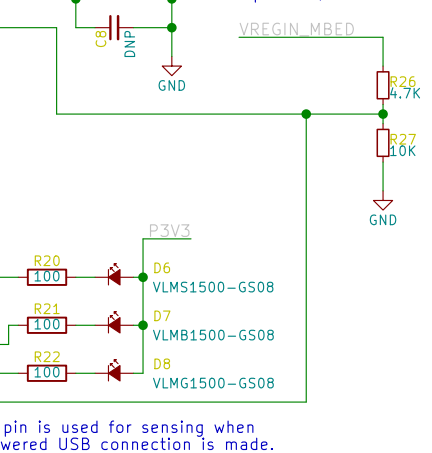 VREGIN_MBED
C8
DNP
GND
R26
4.7K
R27
10K
GND
P3V3
R20
100
D6
VLMS1500-GS08
R21
100
D7
VLMB1500-GS08
R22
100
D8
VLMG1500-GS08
pin is used for sensing when
wered USB connection is made.